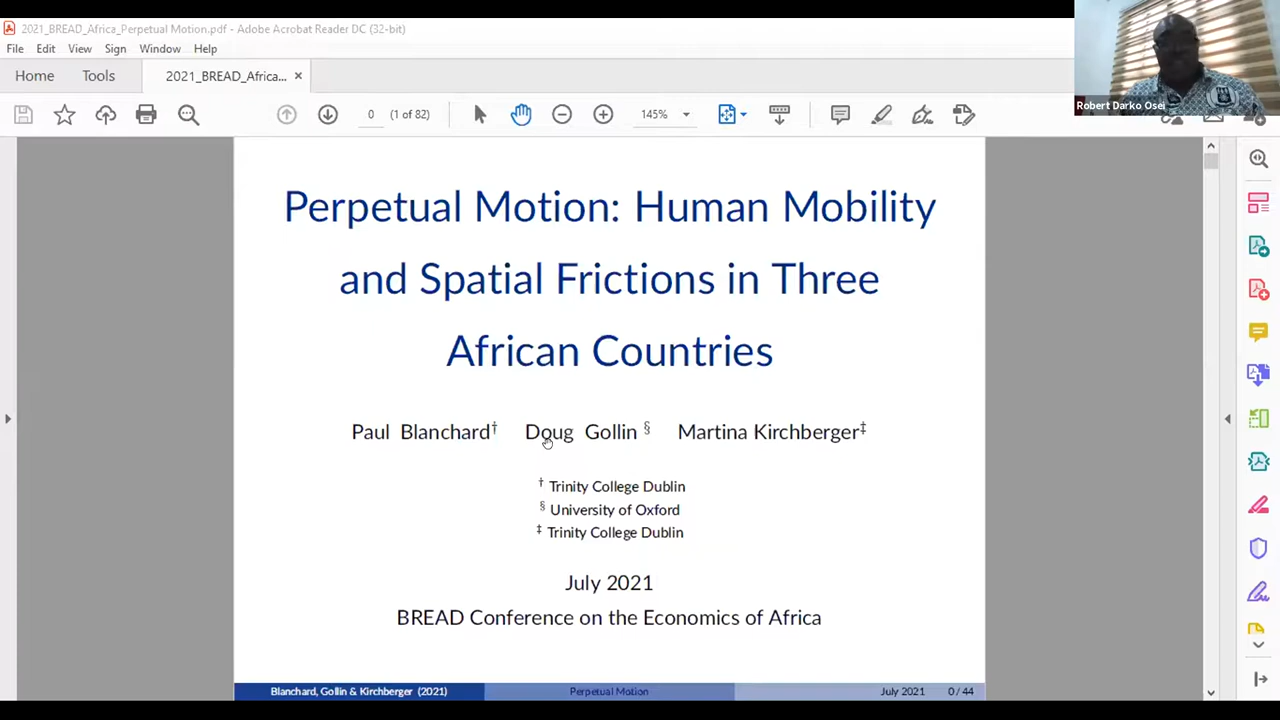 2021_BREAD_Africa_Perpetual Motion.pdf - Adobe Acrobat Reader DC (32-bit)
File Edit View Sign Window Help
Home Tools 2021_BREAD_Africa... ×
0 (1 of 82) 145%
Robert Darko Osei
Perpetual Motion: Human Mobility
and Spatial Frictions in Three
African Countries
Paul Blanchard† Doug Gollin § Martina Kirchberger‡
† Trinity College Dublin
§ University of Oxford
‡ Trinity College Dublin
July 2021
BREAD Conference on the Economics of Africa
Blanchard, Gollin & Kirchberger (2021) Perpetual Motion July 2021 0 / 44